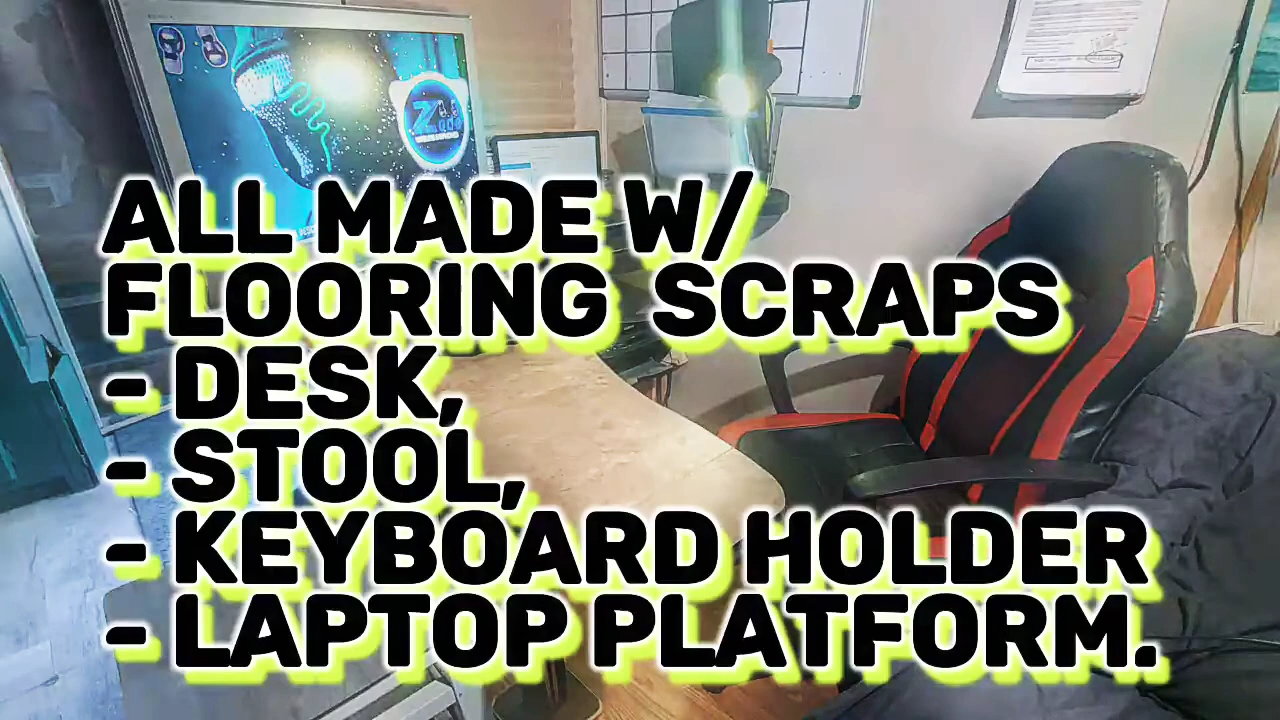 ALL MADE W/
FLOORING SCRAPS
- DESK,
- STOOL,
- KEYBOARD HOLDER
- LAPTOP PLATFORM.